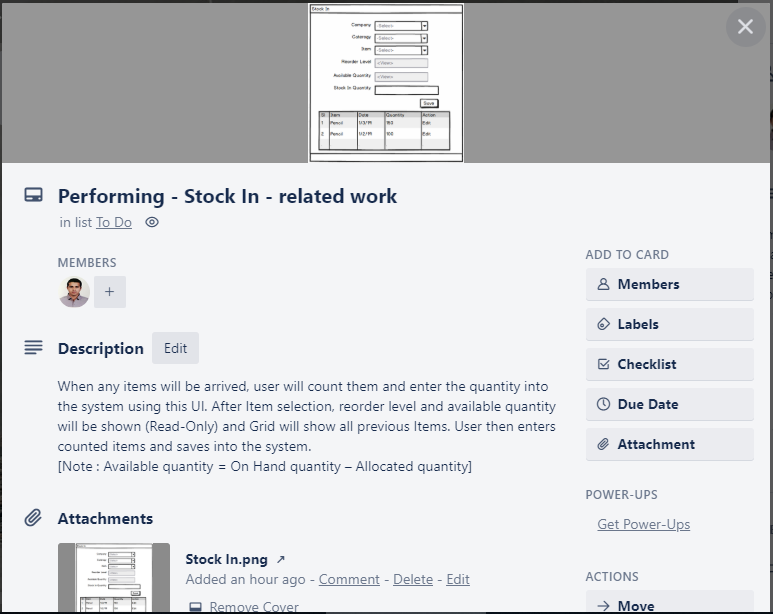 Stock In
Company <Select>
Caterogy <Select>
Item <Select>
Reorder Level <View>
Available Quantity <View>
Stock In Quantity
Save
Sl Item Date Quantity Action
1 Pencil 1/3/19 150 Edit
2 Pencil 1/2/19 100 Edit
Performing - Stock In - related work
in list To Do
MEMBERS
+
Description Edit
When any items will be arrived, user will count them and enter the quantity into
the system using this UI. After Item selection, reorder level and available quantity
will be shown (Read-Only) and Grid will show all previous Items. User then enters
counted items and saves into the system.
[Note : Available quantity = On Hand quantity – Allocated quantity]
Attachments
Stock In.png ↗
Added an hour ago - Comment - Delete - Edit
Remove Cover
ADD TO CARD
Members
Labels
Checklist
Due Date
Attachment
POWER-UPS
Get Power-Ups
ACTIONS
Move